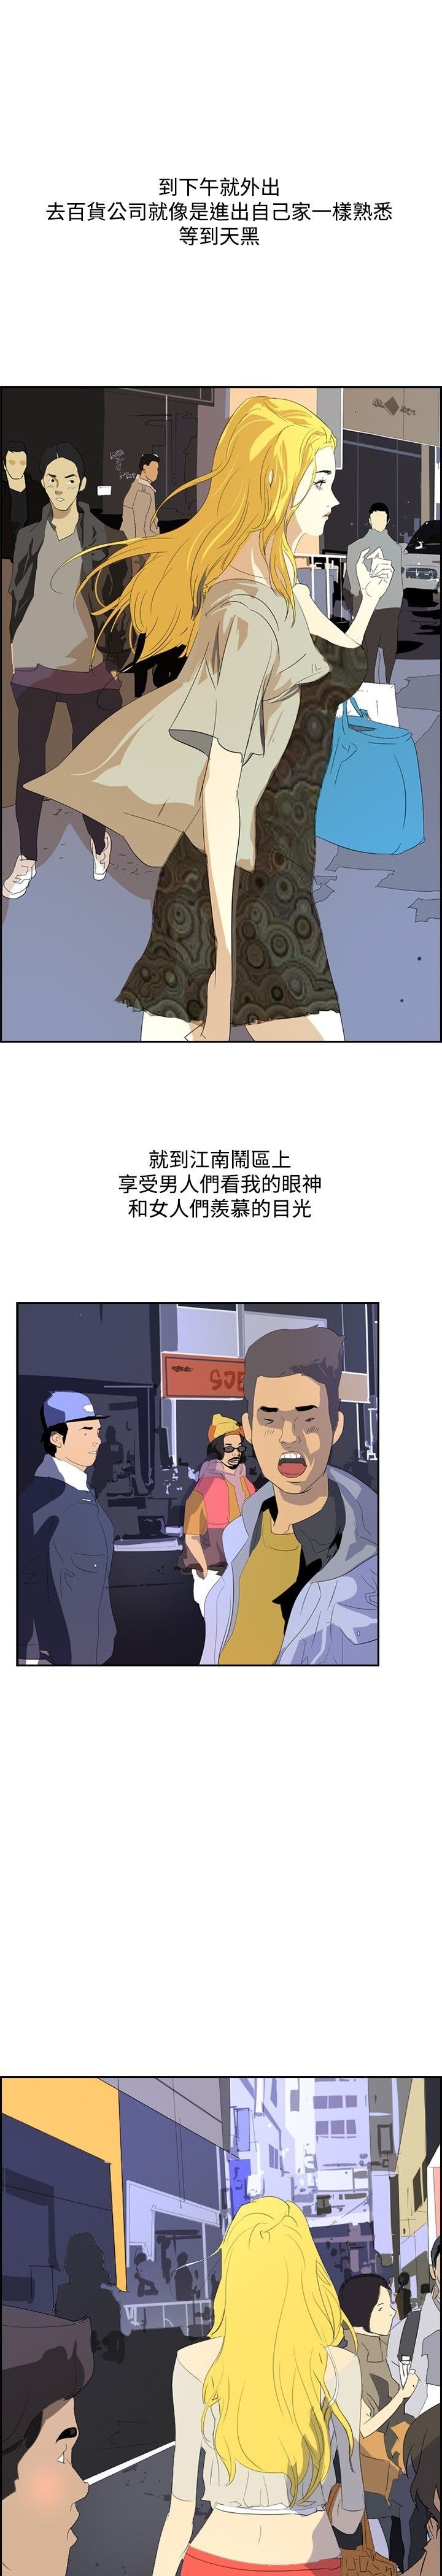 到下午就外出
去百貨公司就像是進出自己家一樣熟悉
等到天黑
就到江南鬧區上
享受男人們看我的眼神
和女人們羨慕的目光